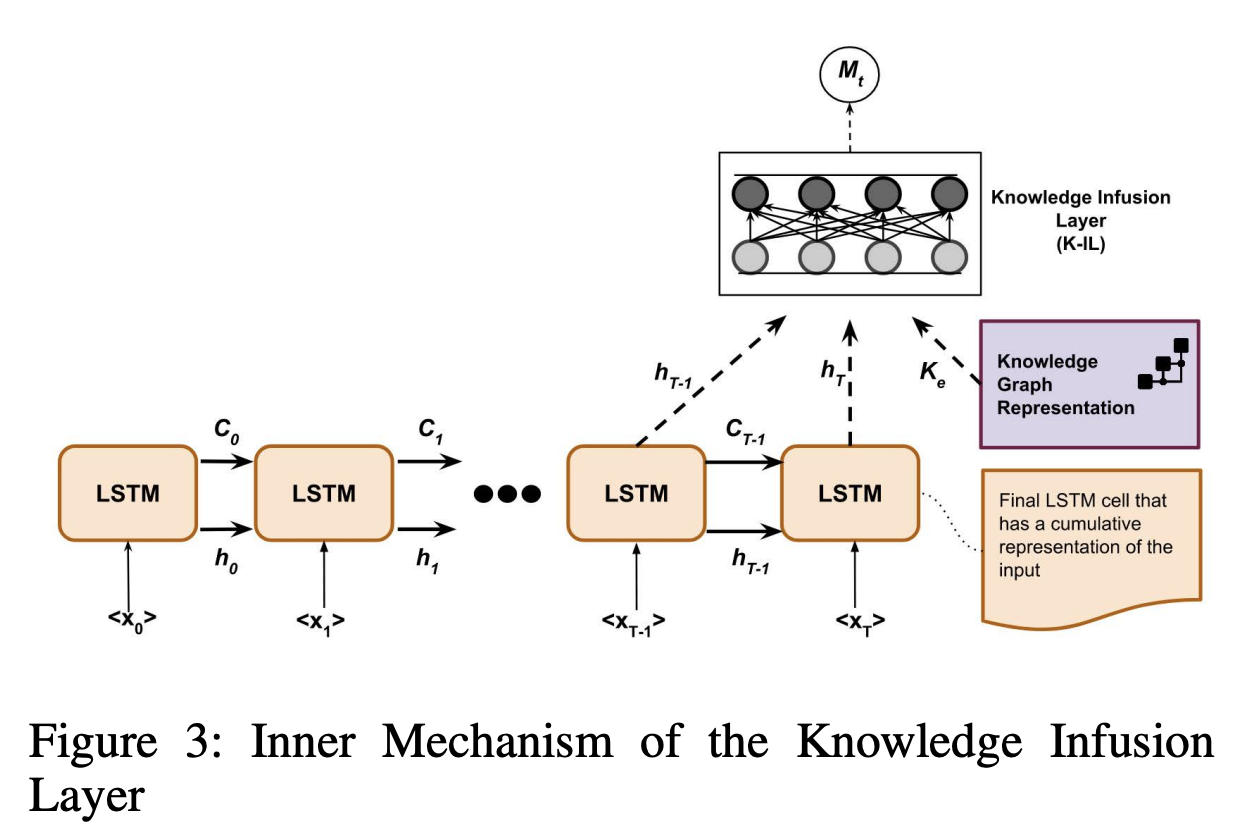 M_t
Knowledge Infusion
Layer
(K-IL)
h_{T-1}
h_T
K_e
Knowledge
Graph
Representation
C_0
C_1
C_{T-1}
LSTM
LSTM
LSTM
LSTM
h_0
h_1
h_{T-1}
<x_0>
<x_1>
<x_{T-1}>
<x_T>
Final LSTM cell that
has a cumulative
representation of the
input
Figure 3: Inner Mechanism of the Knowledge Infusion
Layer